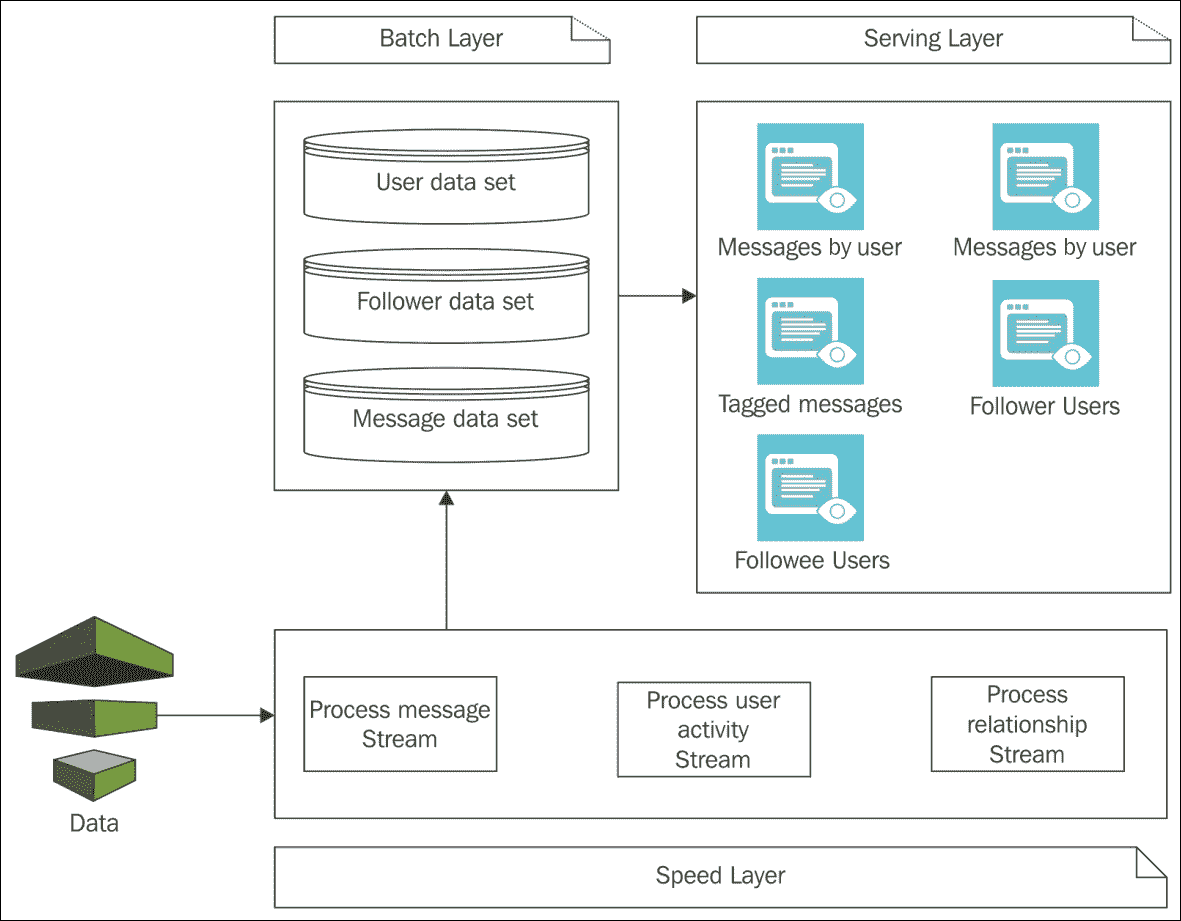 Batch Layer
Serving Layer
User data set
Follower data set
Message data set
Messages by user
Messages by user
Tagged messages
Follower Users
Followee Users
Data
Process message
Stream
Process user
activity
Stream
Process
relationship
Stream
Speed Layer